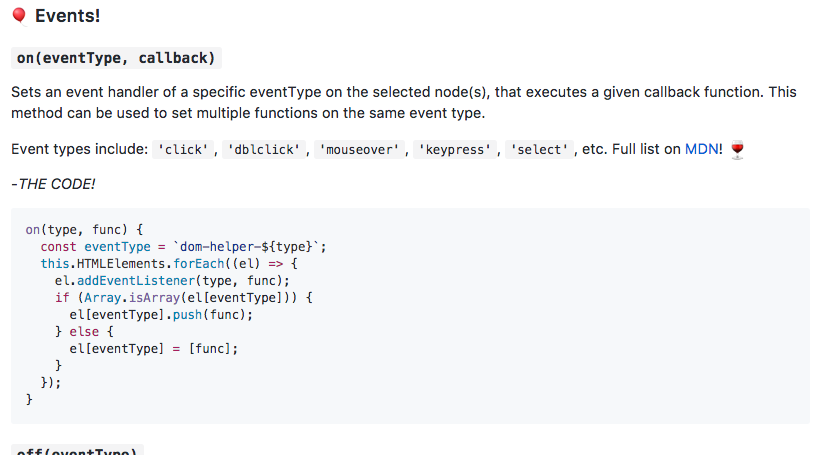 🎈 Events!
on(eventType, callback)
Sets an event handler of a specific eventType on the selected node(s), that executes a given callback function. This
method can be used to set multiple functions on the same event type.
Event types include: 'click', 'dblclick', 'mouseover', 'keypress', 'select', etc. Full list on MDN! 🍷
-THE CODE!
on(type, func) {
  const eventType = `dom-helper-${type}`;
  this.HTMLElements.forEach((el) => {
    el.addEventListener(type, func);
    if (Array.isArray(el[eventType])) {
      el[eventType].push(func);
    } else {
      el[eventType] = [func];
    }
  });
}
off(eventType)